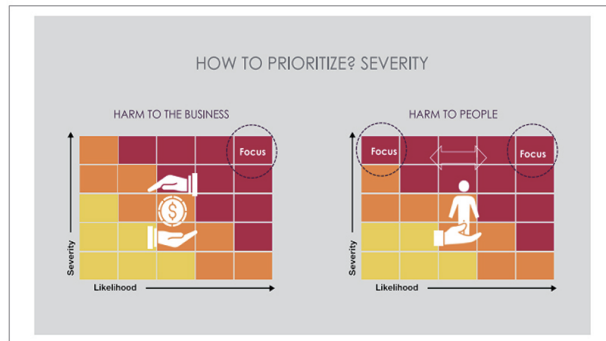 HOW TO PRIORITIZE? SEVERITY
HARM TO THE BUSINESS
Focus
$
Severity
Likelihood
HARM TO PEOPLE
Focus
Focus
Severity
Likelihood